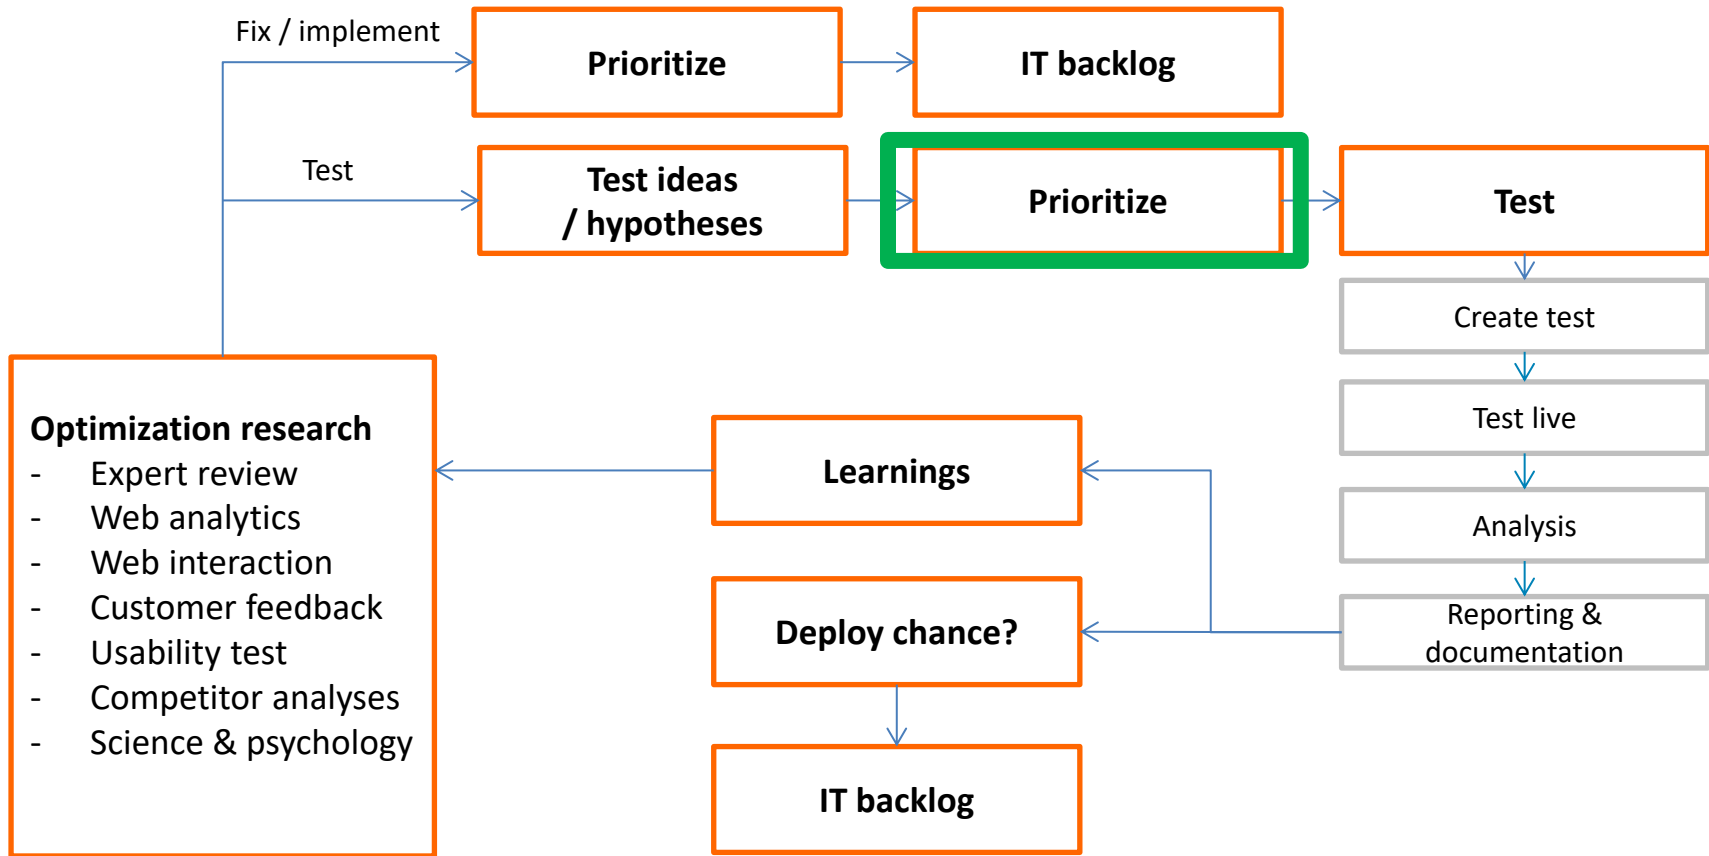 Fix / implement
Prioritize
IT backlog
Test
Test ideas
/ hypotheses
Prioritize
Test
Create test
Test live
Analysis
Reporting &
documentation
Optimization research
- Expert review
- Web analytics
- Web interaction
- Customer feedback
- Usability test
- Competitor analyses
- Science & psychology
Learnings
Deploy chance?
IT backlog